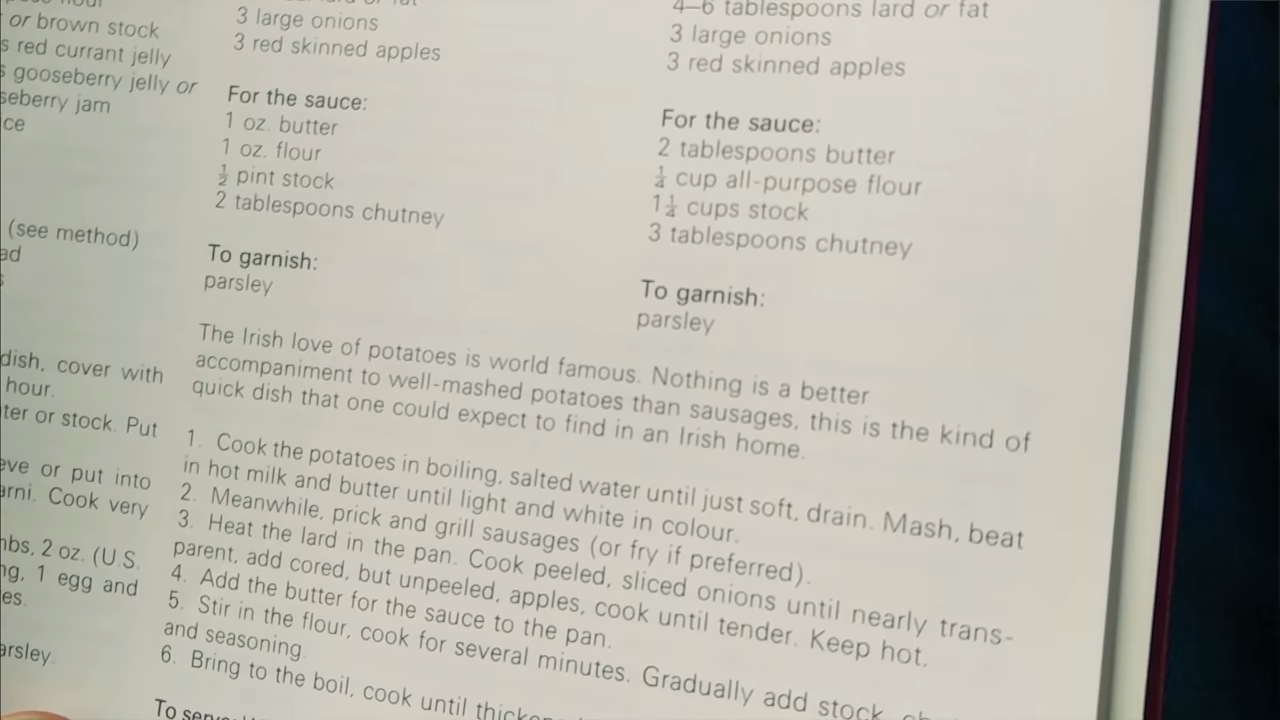 or brown stock
s red currant jelly
s gooseberry jelly or
seberry jam
ce
(see method)
ad
dish, cover with
hour.
ter or stock. Put
eve or put into
arni. Cook very
mbs, 2 oz. (U.S.
ng, 1 egg and
es.
arsley.
3 large onions
3 red skinned apples
For the sauce:
1 oz. butter
1 oz. flour
½ pint stock
2 tablespoons chutney
To garnish:
parsley
4–6 tablespoons lard or fat
3 large onions
3 red skinned apples
For the sauce:
2 tablespoons butter
¼ cup all-purpose flour
1¼ cups stock
3 tablespoons chutney
To garnish:
parsley
The Irish love of potatoes is world famous. Nothing is a better
accompaniment to well-mashed potatoes than sausages, this is the kind of
quick dish that one could expect to find in an Irish home.
1. Cook the potatoes in boiling, salted water until just soft, drain. Mash, beat
in hot milk and butter until light and white in colour.
2. Meanwhile, prick and grill sausages (or fry if preferred).
3. Heat the lard in the pan. Cook peeled, sliced onions until nearly trans-
parent, add cored, but unpeeled, apples, cook until tender. Keep hot.
4. Add the butter for the sauce to the pan.
5. Stir in the flour, cook for several minutes. Gradually add stock,
and seasoning.
6. Bring to the boil, cook until
To